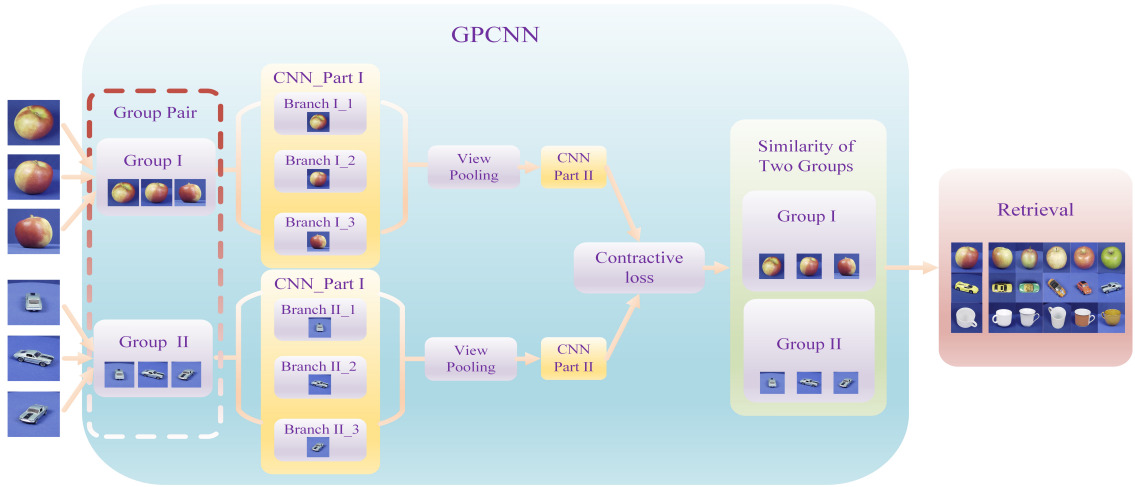 GPCNN
Group Pair
Group I
CNN_Part I
Branch I_1
Branch I_2
Branch I_3
View
Pooling
CNN
Part II
Group II
CNN_Part I
Branch II_1
Branch II_2
Branch II_3
View
Pooling
CNN
Part II
Contractive
loss
Similarity of
Two Groups
Group I
Group II
Retrieval